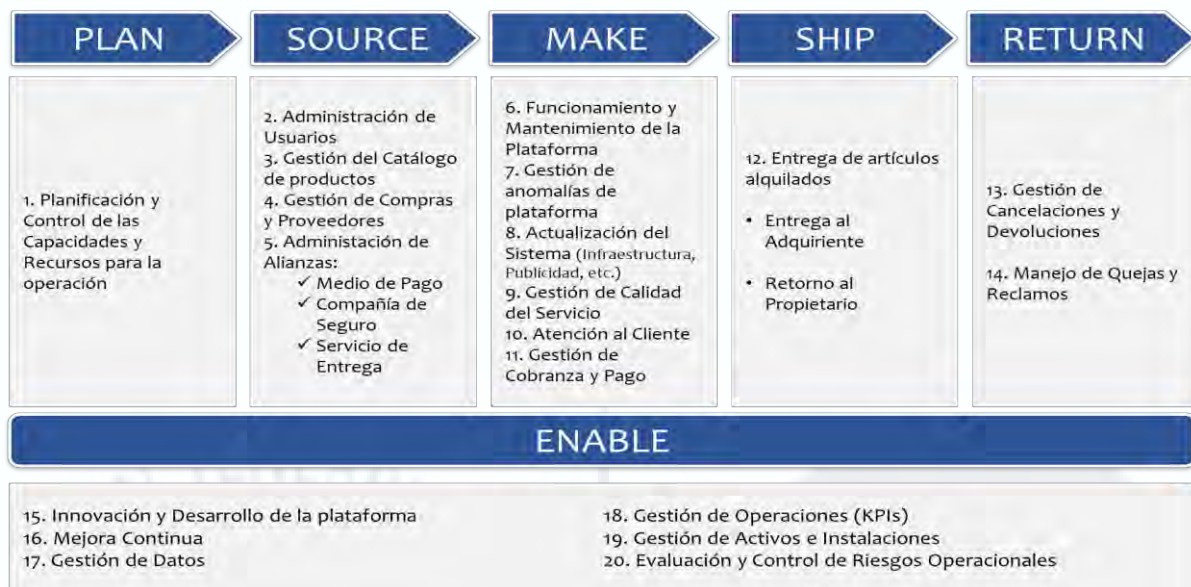 PLAN
SOURCE
MAKE
SHIP
RETURN
1. Planificación y
Control de las
Capacidades y
Recursos para la
operación
2. Administración de
Usuarios
3. Gestión del Catálogo
de productos
4. Gestión de Compras
y Proveedores
5. Administación de
Alianzas:
✓ Medio de Pago
✓ Compañía de
Seguro
✓ Servicio de
Entrega
6. Funcionamiento y
Mantenimiento de la
Plataforma
7. Gestión de
anomalías de
plataforma
8. Actualización del
Sistema (Infraestructura,
Publicidad, etc.)
9. Gestión de Calidad
del Servicio
10. Atención al Cliente
11. Gestión de
Cobranza y Pago
12. Entrega de artículos
alquilados
• Entrega al
Adquiriente
• Retorno al
Propietario
13. Gestión de
Cancelaciones y
Devoluciones
14. Manejo de Quejas y
Reclamos
ENABLE
15. Innovación y Desarrollo de la plataforma
16. Mejora Continua
17. Gestión de Datos
18. Gestión de Operaciones (KPIs)
19. Gestión de Activos e Instalaciones
20. Evaluación y Control de Riesgos Operacionales